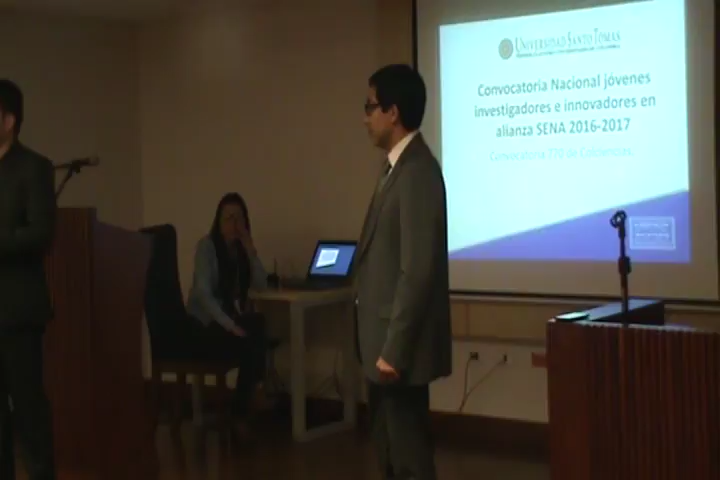 UNIVERSIDAD SANTO TOMÁS
Convocatoria Nacional jóvenes
investigadores e innovadores en
alianza SENA 2016-2017
Convocatoria 770 de Colciencias.